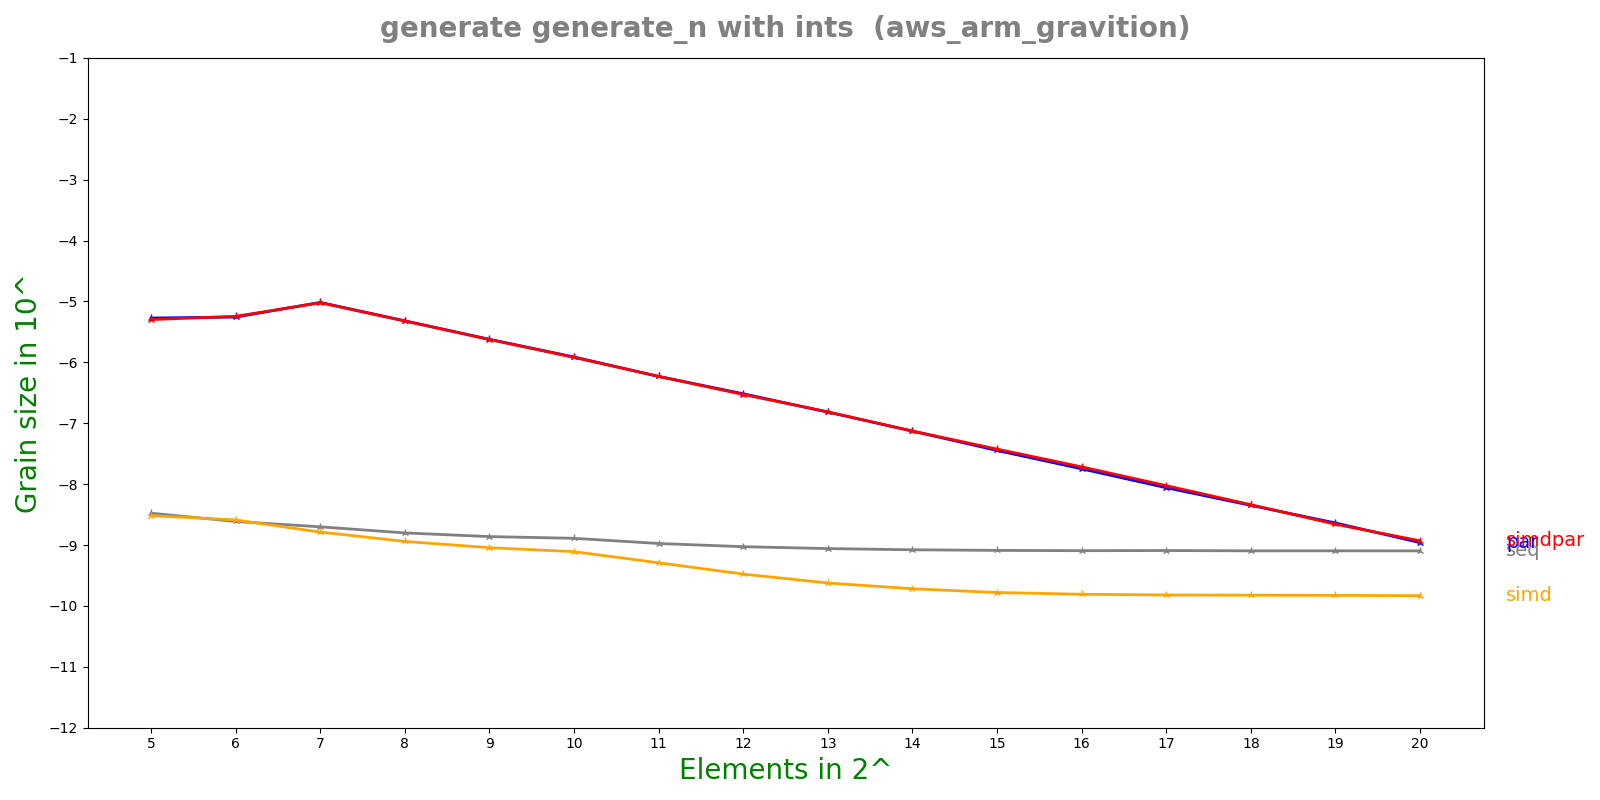 generate generate_n with ints  (aws_arm_gravition)
Grain size in 10^
−1
−2
−3
−4
−5
−6
−7
−8
−9
−10
−11
−12
simdpar
par
seq
simd
5 6 7 8 9 10 11 12 13 14 15 16 17 18 19 20
Elements in 2^